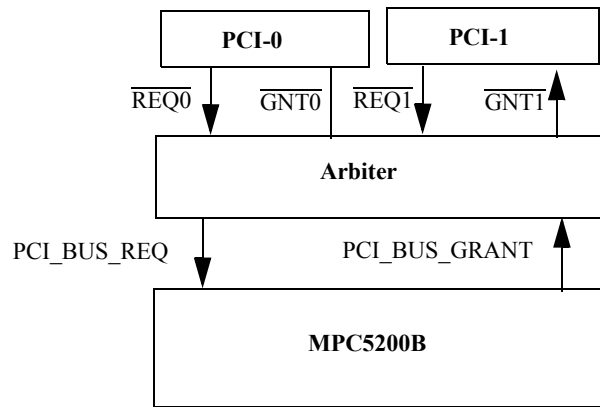 PCI-0
PCI-1
REQ0
GNT0
REQ1
GNT1
Arbiter
PCI_BUS_REQ
PCI_BUS_GRANT
MPC5200B